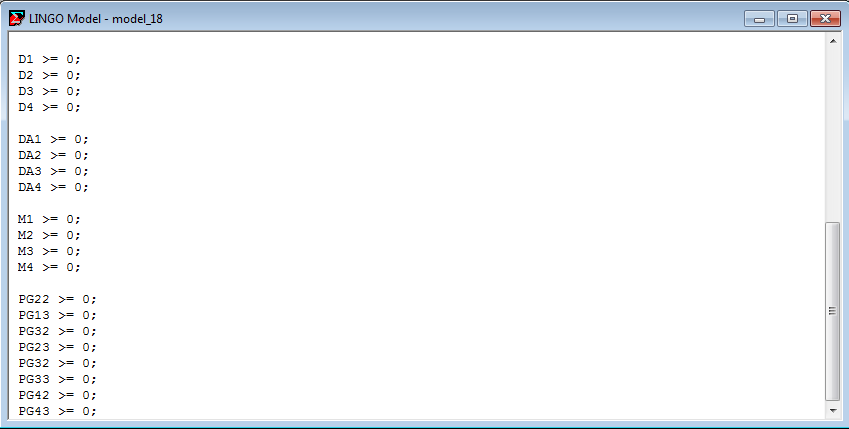 LINGO Model - model_18
D1 >= 0;
D2 >= 0;
D3 >= 0;
D4 >= 0;
DA1 >= 0;
DA2 >= 0;
DA3 >= 0;
DA4 >= 0;
M1 >= 0;
M2 >= 0;
M3 >= 0;
M4 >= 0;
PG22 >= 0;
PG13 >= 0;
PG32 >= 0;
PG23 >= 0;
PG32 >= 0;
PG33 >= 0;
PG42 >= 0;
PG43 >= 0;